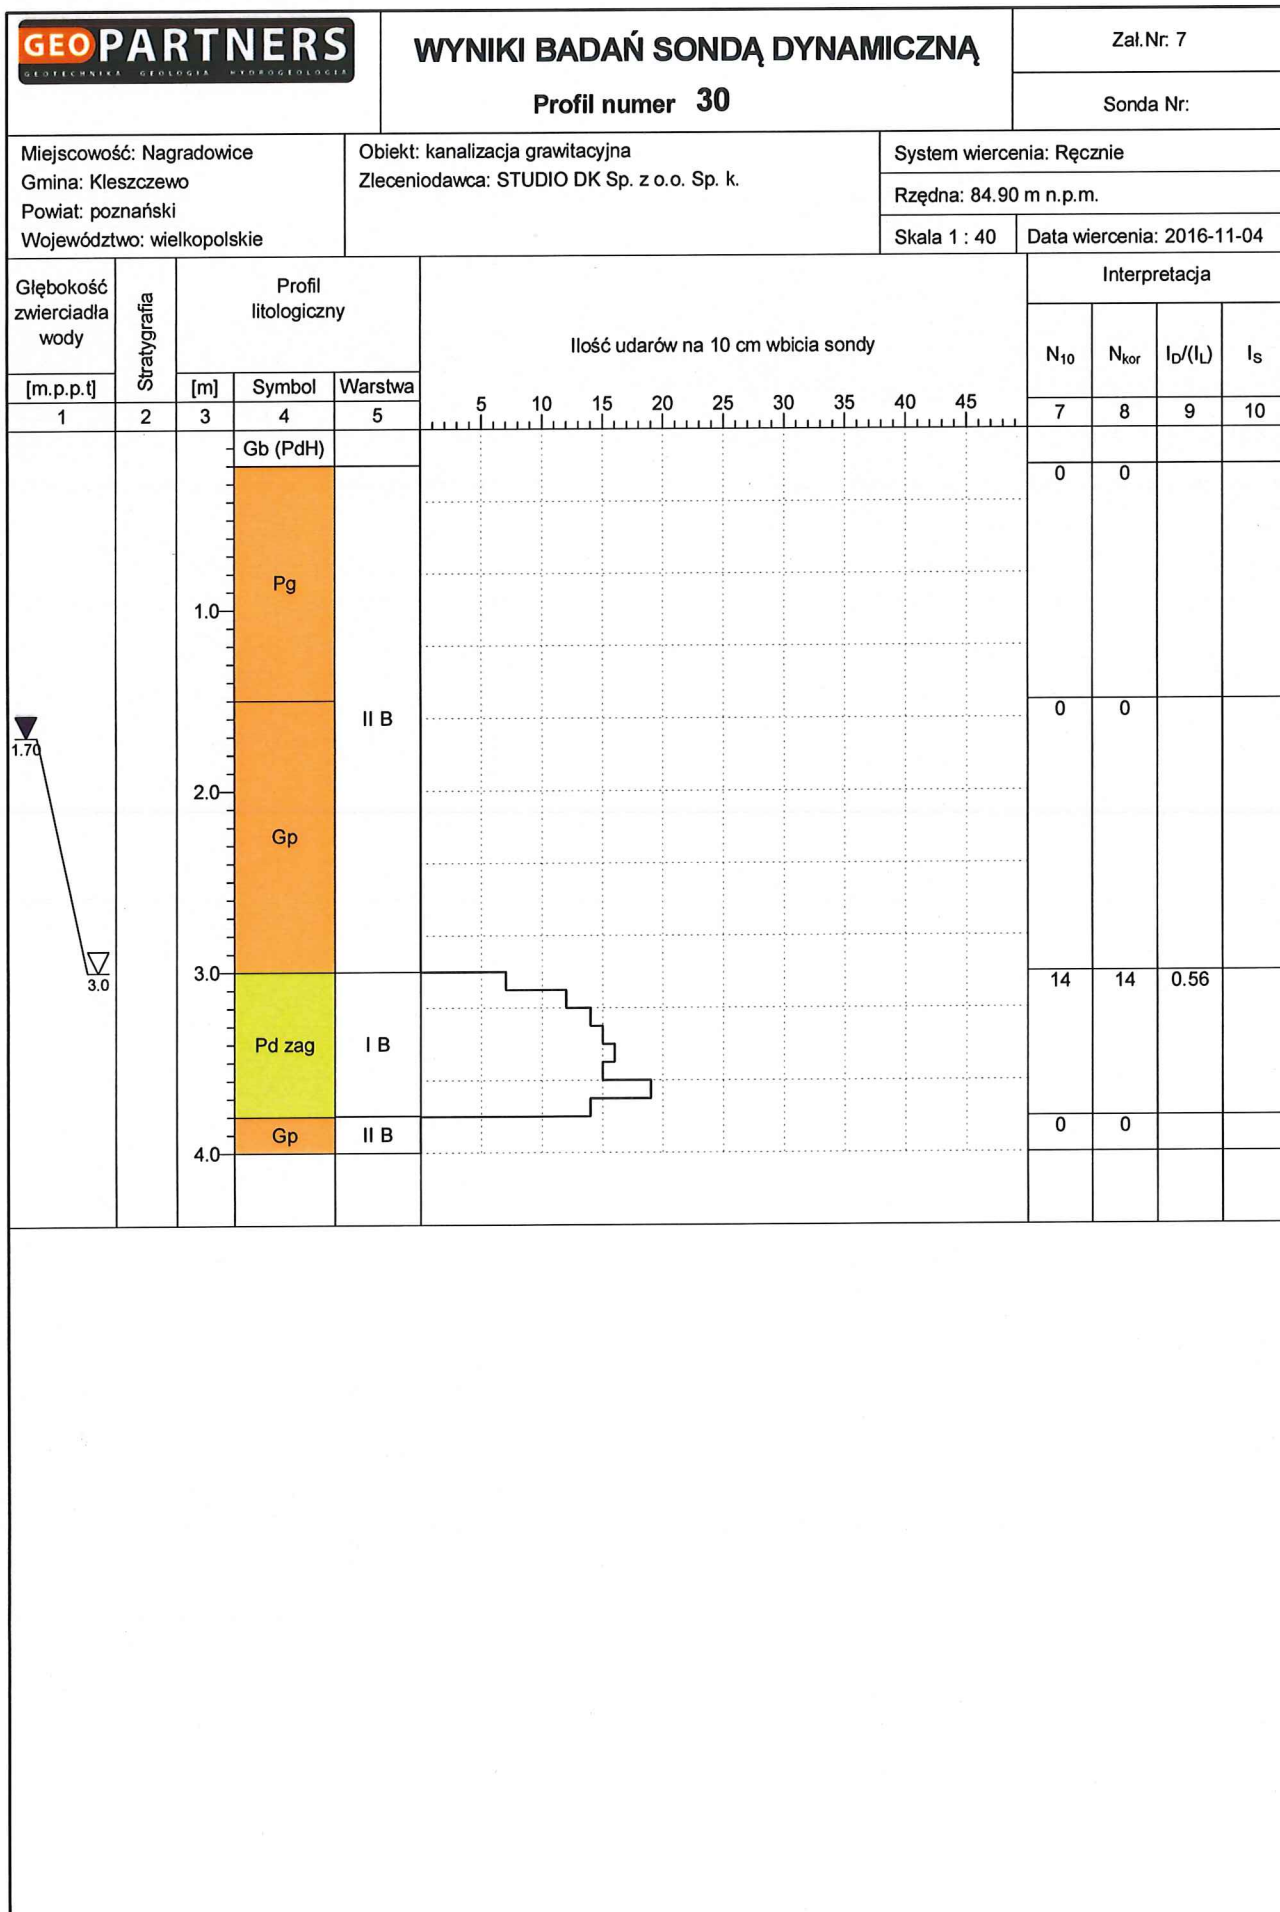 GEOPARTNERS
GEOTECHNIKA GEOLOGIA HYDROGEOLOGIA
WYNIKI BADAŃ SONDĄ DYNAMICZNĄ
Profil numer 30
Zał.Nr: 7
Sonda Nr:
Miejscowość: Nagradowice
Gmina: Kleszczewo
Powiat: poznański
Województwo: wielkopolskie
Obiekt: kanalizacja grawitacyjna
Zleceniodawca: STUDIO DK Sp. z o.o. Sp. k.
System wiercenia: Ręcznie
Rzędna: 84.90 m n.p.m.
Skala 1 : 40
Data wiercenia: 2016-11-04
Głębokość
zwierciadła
wody
[m.p.p.t]
Stratygrafia
Profil
litologiczny
[m] Symbol Warstwa
Ilość udarów na 10 cm wbicia sondy
5 10 15 20 25 30 35 40 45
Interpretacja
N10 Nkor ID/(IL) IS
1 2 3 4 5 7 8 9 10
Gb (PdH)
0 0
Pg
1.0
0 0
II B
1.70
2.0
Gp
3.0
3.0
14 14 0.56
Pd zag I B
0 0
Gp II B
4.0